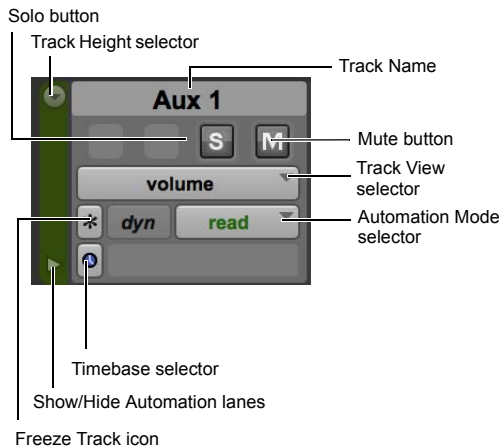 Solo button
Track Height selector
Track Name
Aux 1
S M
Mute button
volume
Track View
selector
dyn read
Automation Mode
selector
Timebase selector
Show/Hide Automation lanes
Freeze Track icon